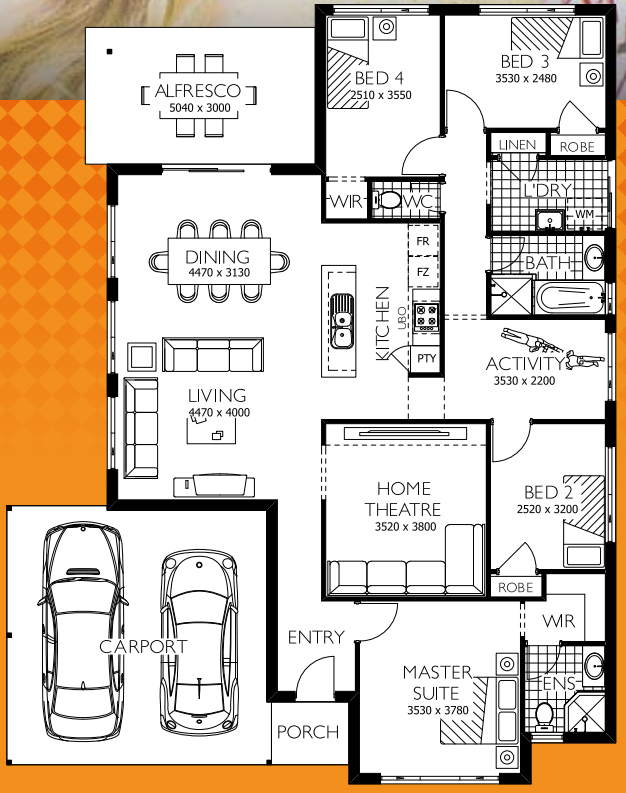 ALFRESCO
5040 x 3000
BED 4
2510 x 3550
BED 3
3530 x 2480
LINEN
ROBE
L'DRY
WM
WIR
WC
BATH
DINING
4470 x 3130
FR
FZ
KITCHEN
UBO
PTY
ACTIVITY
3530 x 2200
LIVING
4470 x 4000
HOME
THEATRE
3520 x 3800
BED 2
2520 x 3200
ROBE
WIR
ENTRY
CARPORT
MASTER
SUITE
3530 x 3780
ENS
PORCH